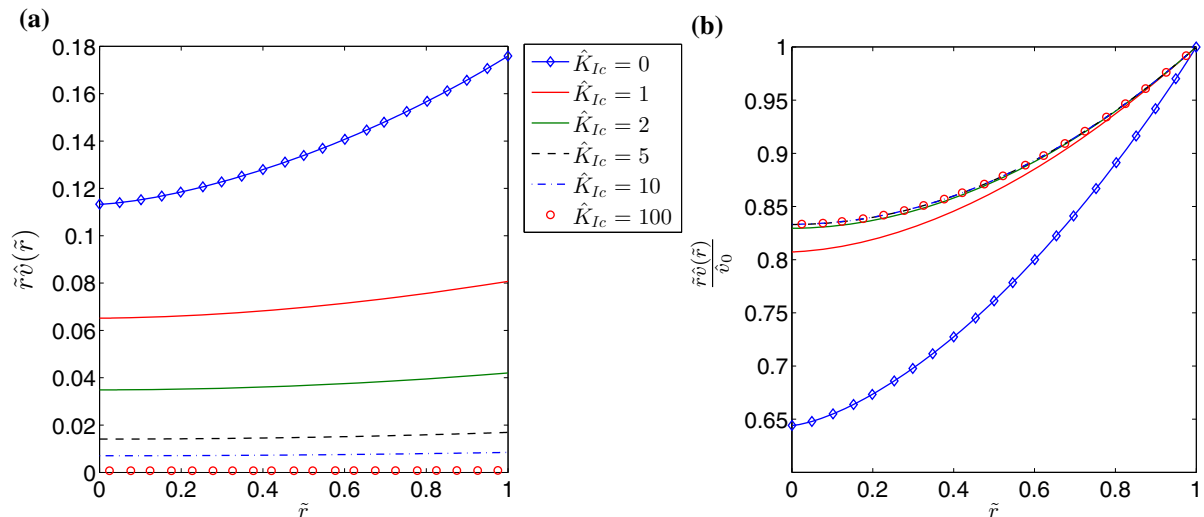 (a)
0.18
0.16
0.14
0.12
0.1
0.08
0.06
0.04
0.02
0
0 0.2 0.4 0.6 0.8 1
r̃
r̃v̂(r̃)
K̂_{Ic} = 0
K̂_{Ic} = 1
K̂_{Ic} = 2
K̂_{Ic} = 5
K̂_{Ic} = 10
K̂_{Ic} = 100
(b)
1
0.95
0.9
0.85
0.8
0.75
0.7
0.65
0 0.2 0.4 0.6 0.8 1
r̃
r̃v̂(r̃)
v̂₀